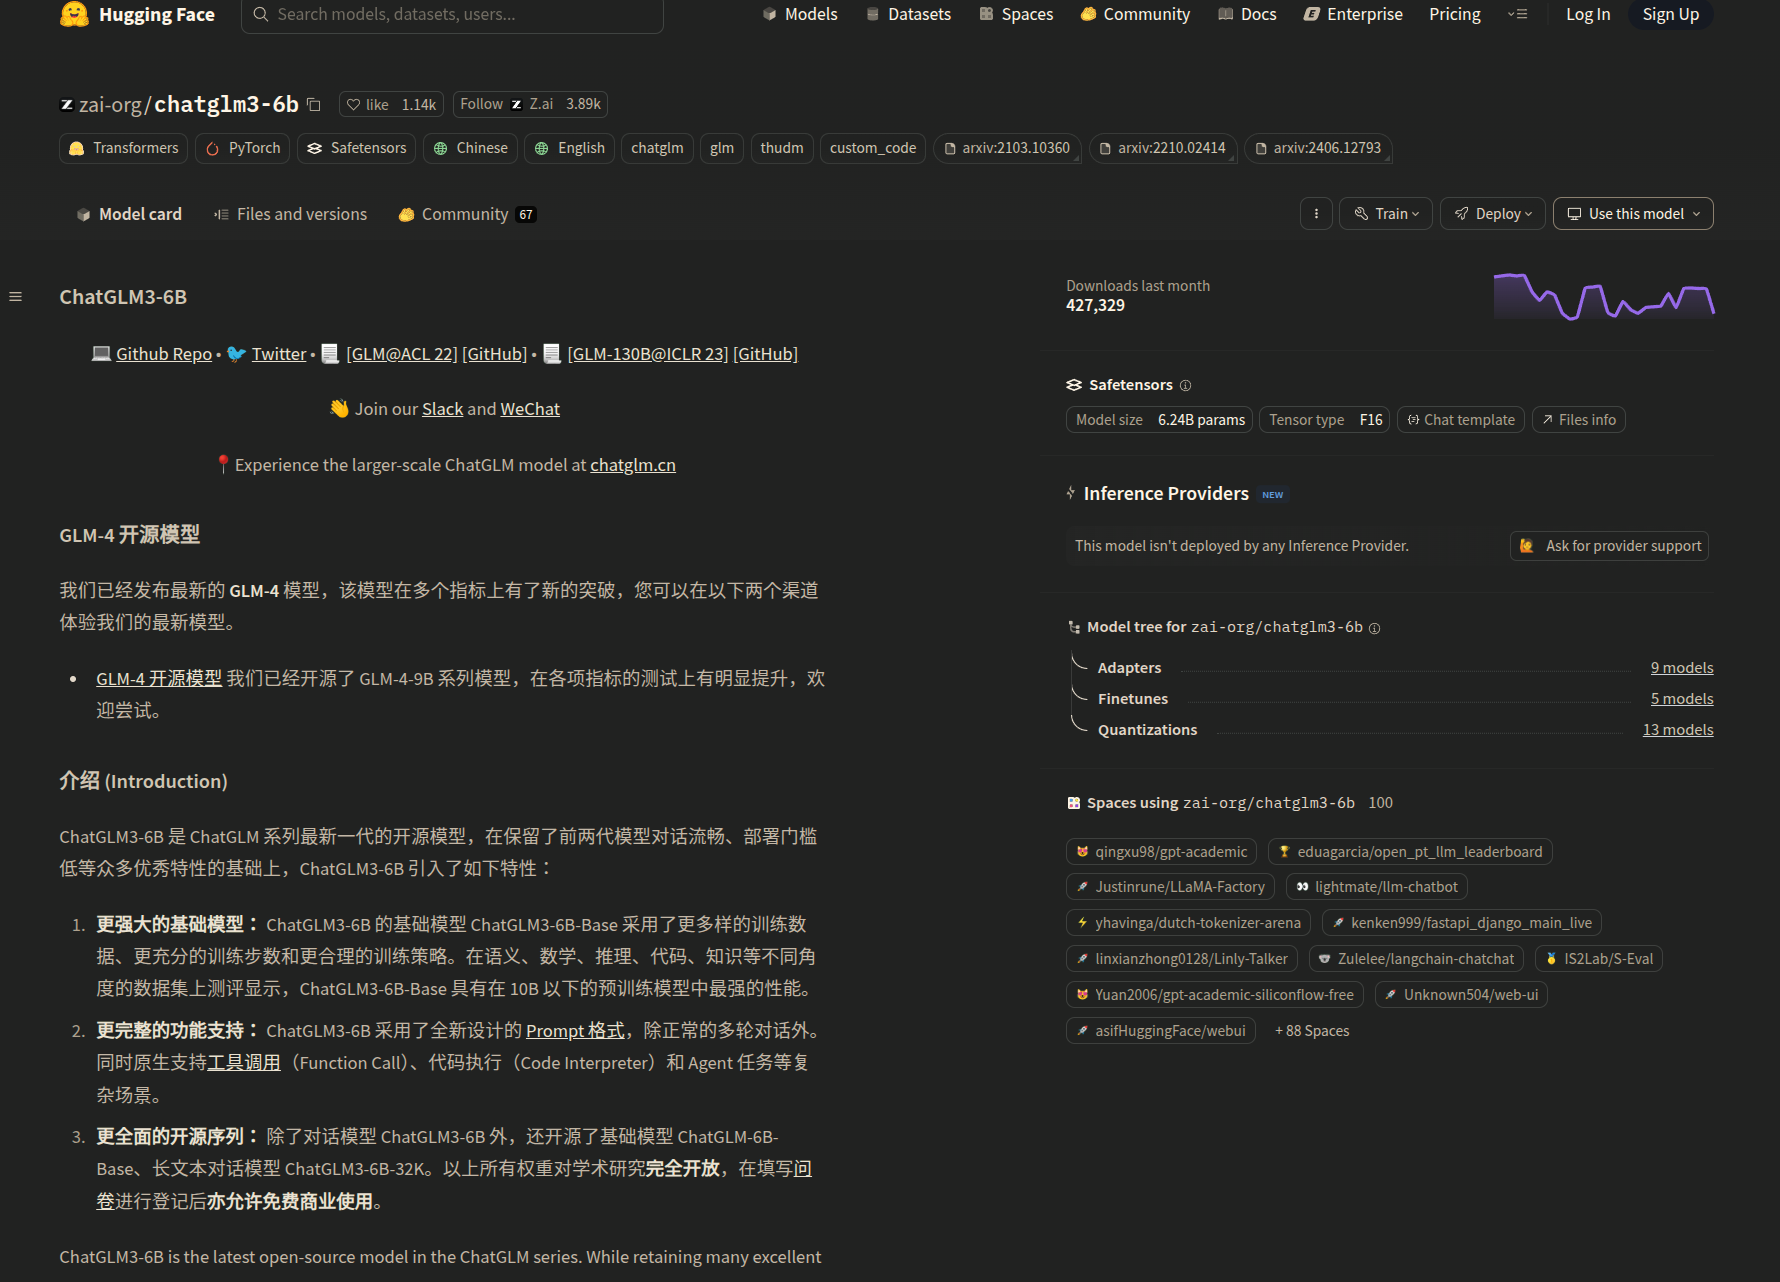 Hugging Face
Search models, datasets, users...
Models
Datasets
Spaces
Community
Docs
Enterprise
Pricing
Log In
Sign Up
zai-org/chatglm3-6b
like 1.14k
Follow Z.ai 3.89k
Transformers
PyTorch
Safetensors
Chinese
English
chatglm
glm
thudm
custom_code
arxiv:2103.10360
arxiv:2210.02414
arxiv:2406.12793
Model card
Files and versions
Community 67
Train
Deploy
Use this model
ChatGLM3-6B
💻 Github Repo • 🐦 Twitter • 📃 [GLM@ACL 22] [GitHub] • 📃 [GLM-130B@ICLR 23] [GitHub]
👋 Join our Slack and WeChat
📍Experience the larger-scale ChatGLM model at chatglm.cn
GLM-4 开源模型
我们已经发布最新的 GLM-4 模型，该模型在多个指标上有了新的突破，您可以在以下两个渠道
体验我们的最新模型。
• GLM-4 开源模型 我们已经开源了 GLM-4-9B 系列模型，在各项指标的测试上有明显提升，欢
迎尝试。
介绍 (Introduction)
ChatGLM3-6B 是 ChatGLM 系列最新一代的开源模型，在保留了前两代模型对话流畅、部署门槛
低等众多优秀特性的基础上，ChatGLM3-6B 引入了如下特性：
1. 更强大的基础模型： ChatGLM3-6B 的基础模型 ChatGLM3-6B-Base 采用了更多样的训练数
据、更充分的训练步数和更合理的训练策略。在语义、数学、推理、代码、知识等不同角
度的数据集上测评显示，ChatGLM3-6B-Base 具有在 10B 以下的预训练模型中最强的性能。
2. 更完整的功能支持： ChatGLM3-6B 采用了全新设计的 Prompt 格式，除正常的多轮对话外。
同时原生支持工具调用（Function Call）、代码执行（Code Interpreter）和 Agent 任务等复
杂场景。
3. 更全面的开源序列： 除了对话模型 ChatGLM3-6B 外，还开源了基础模型 ChatGLM-6B-
Base、长文本对话模型 ChatGLM3-6B-32K。以上所有权重对学术研究完全开放，在填写问
卷进行登记后亦允许免费商业使用。
ChatGLM3-6B is the latest open-source model in the ChatGLM series. While retaining many excellent
Downloads last month
427,329
Safetensors
Model size 6.24B params
Tensor type F16
Chat template
Files info
Inference Providers NEW
This model isn't deployed by any Inference Provider.
🙋 Ask for provider support
Model tree for zai-org/chatglm3-6b
Adapters 9 models
Finetunes 5 models
Quantizations 13 models
Spaces using zai-org/chatglm3-6b 100
😻 qingxu98/gpt-academic
🏆 eduagarcia/open_pt_llm_leaderboard
🚀 Justinrune/LLaMA-Factory
👀 lightmate/llm-chatbot
⚡ yhavinga/dutch-tokenizer-arena
🚀 kenken999/fastapi_django_main_live
🚀 linxianzhong0128/Linly-Talker
Zulelee/langchain-chatchat
🏅 IS2Lab/S-Eval
😻 Yuan2006/gpt-academic-siliconflow-free
🚀 Unknown504/web-ui
🚀 asifHuggingFace/webui
+ 88 Spaces